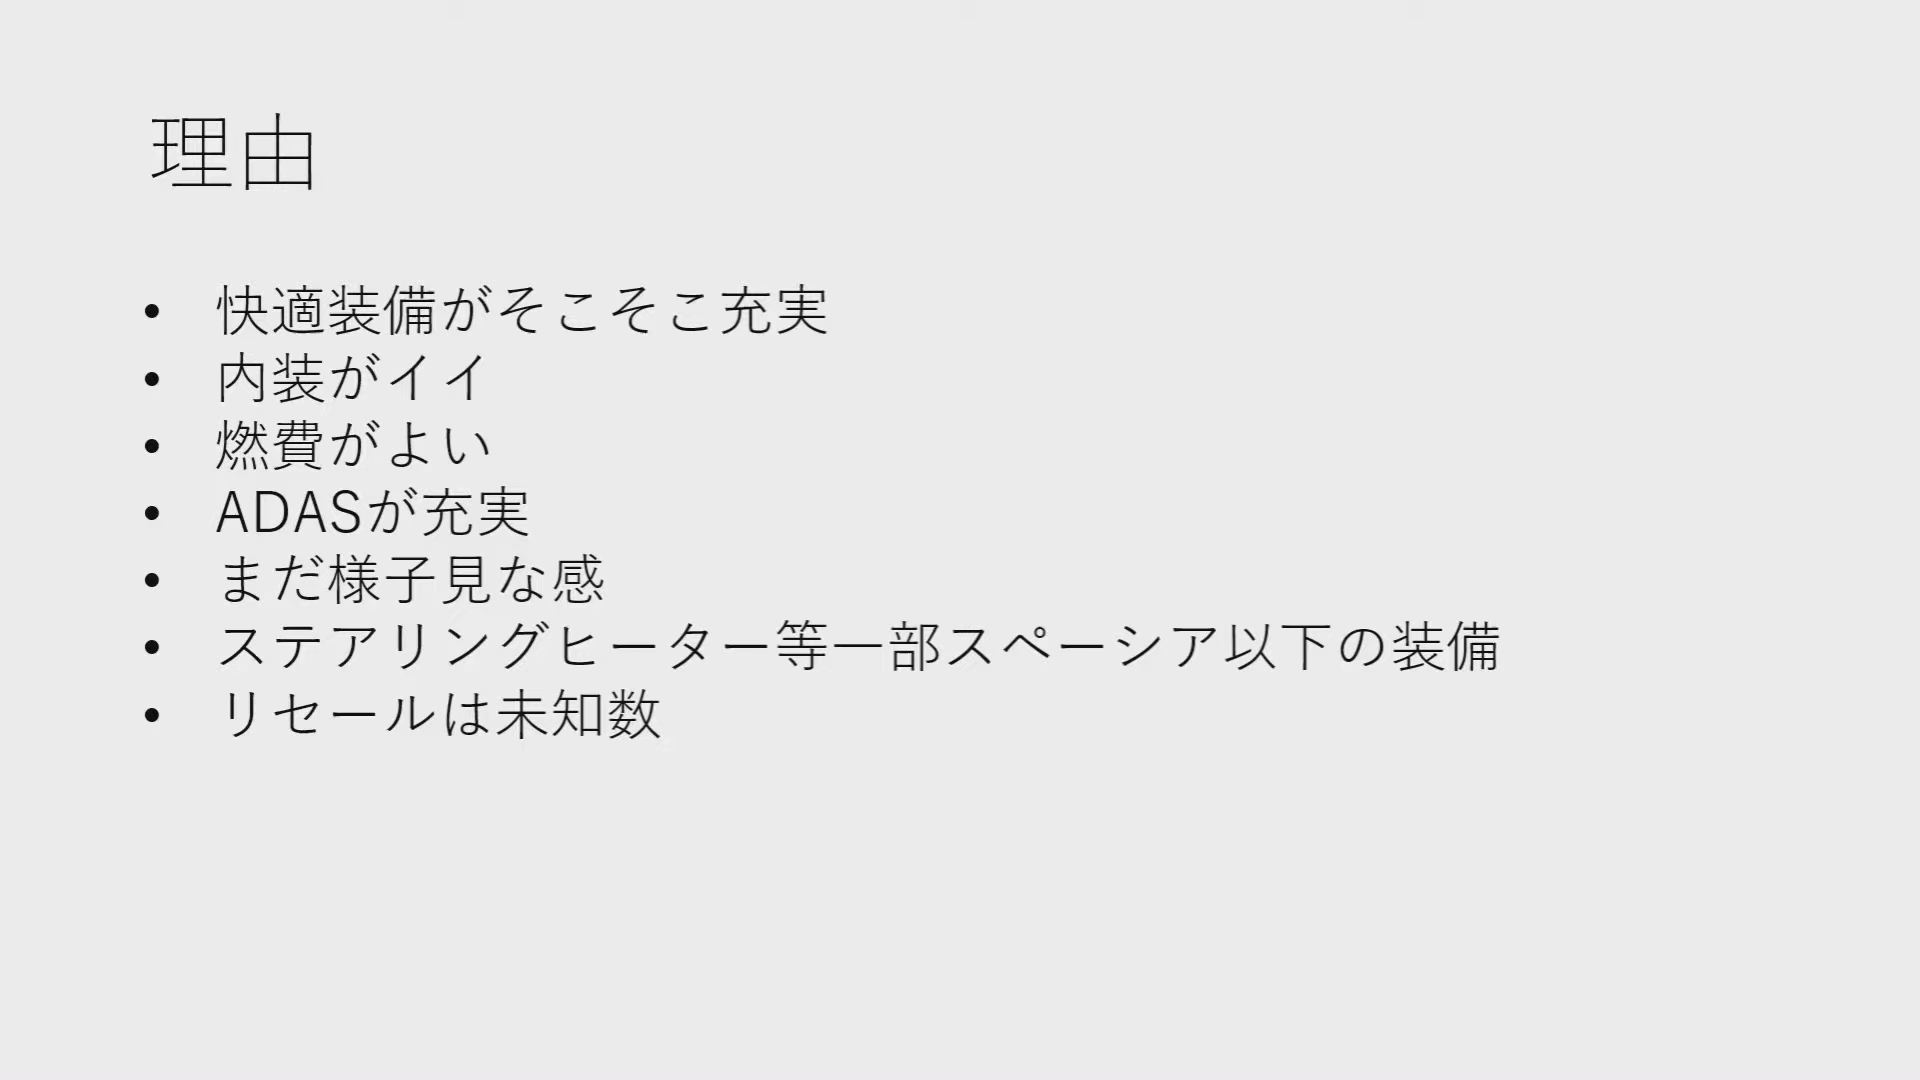 理由
• 快適装備がそこそこ充実
• 内装がイイ
• 燃費がよい
• ADASが充実
• まだ様子見な感
• ステアリングヒーター等一部スペーシア以下の装備
• リセールは未知数